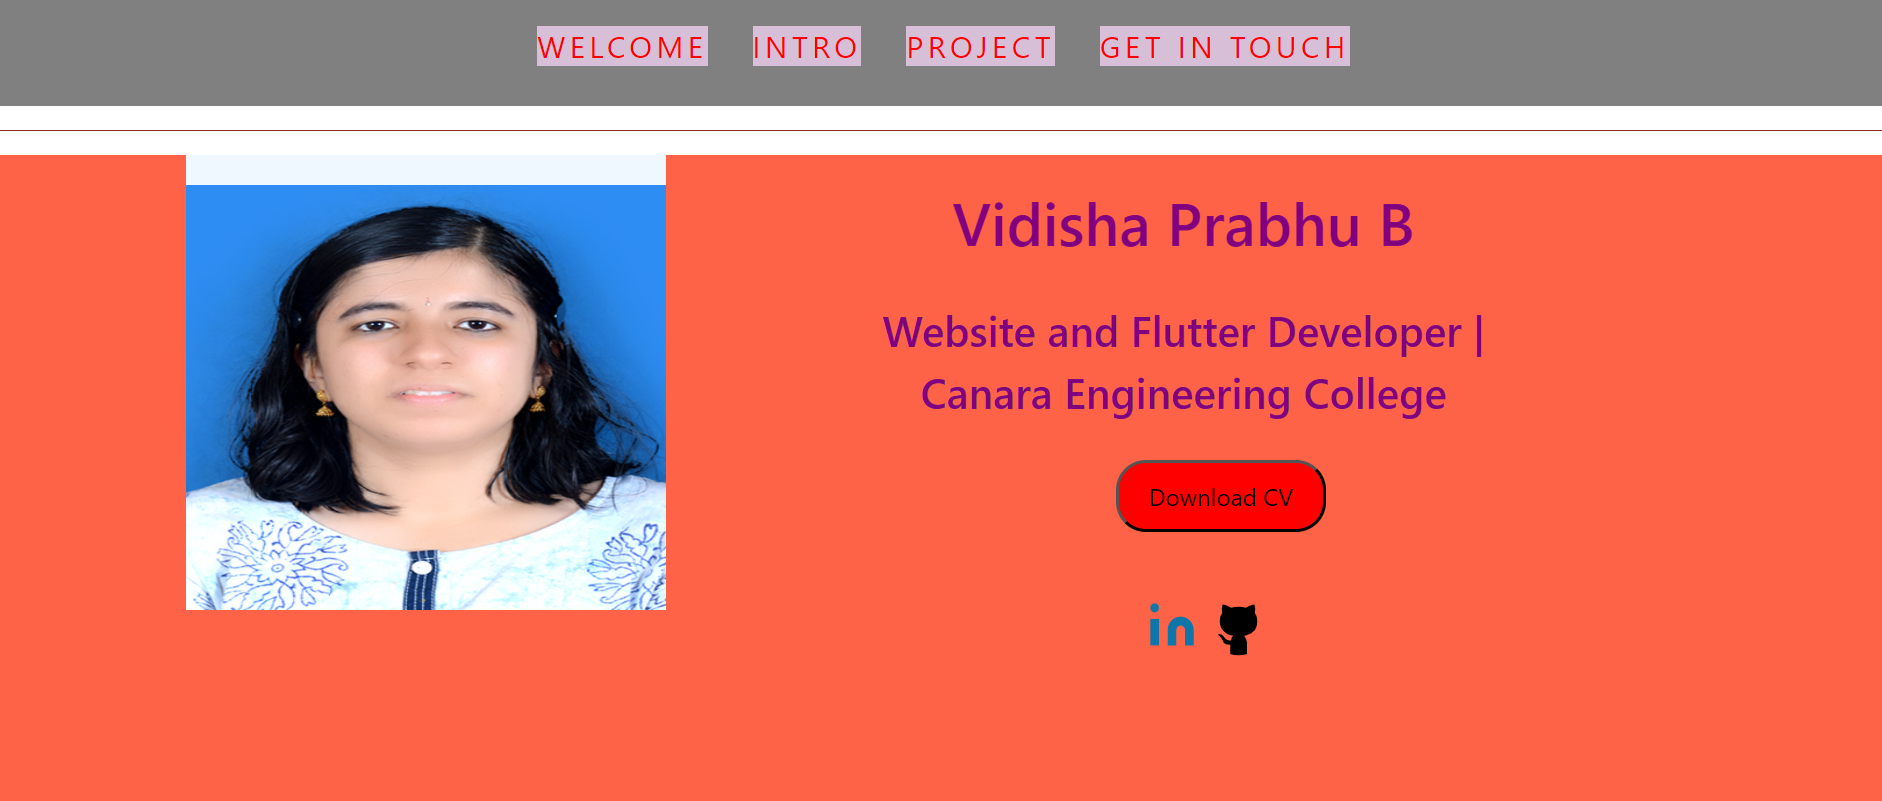 WELCOME INTRO PROJECT GET IN TOUCH
Vidisha Prabhu B
Website and Flutter Developer |
Canara Engineering College
Download CV
in